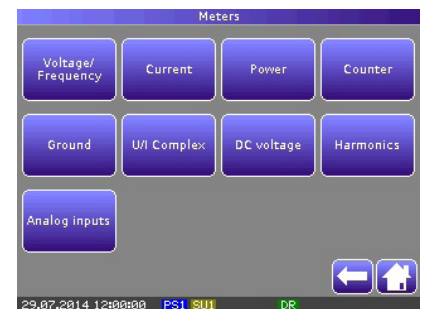 Meters
Voltage/
Frequency
Current
Power
Counter
Ground
U/I Complex
DC voltage
Harmonics
Analog inputs
29.07.2014 12:00:00 PS1 SU1 DR